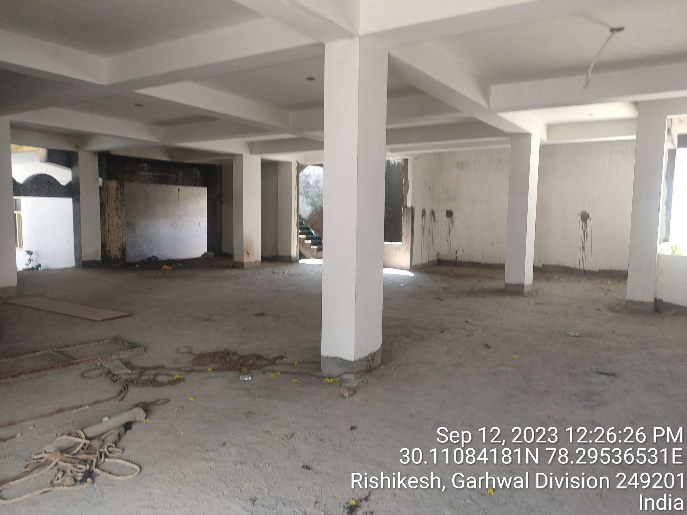 Sep 12, 2023 12:26:26 PM
30.11084181N 78.29536531E
Rishikesh, Garhwal Division 249201
India